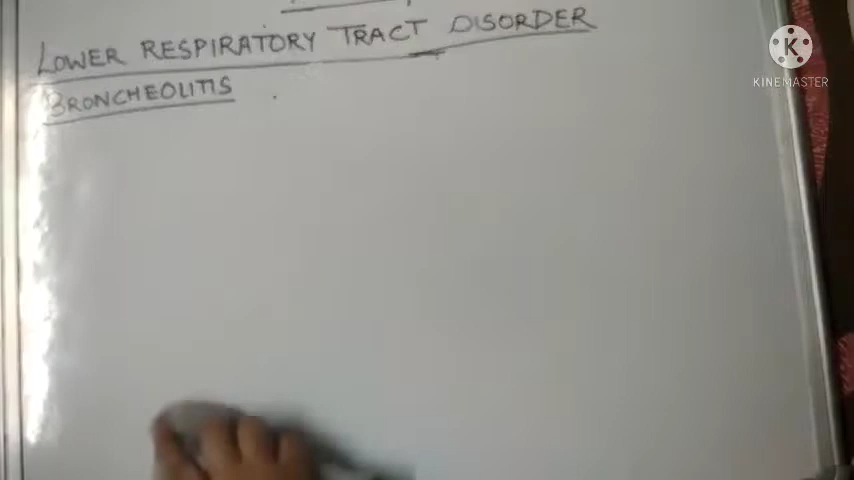 LOWER RESPIRATORY TRACT DISORDER
BRONCHEOLITIS
K
KINEMASTER